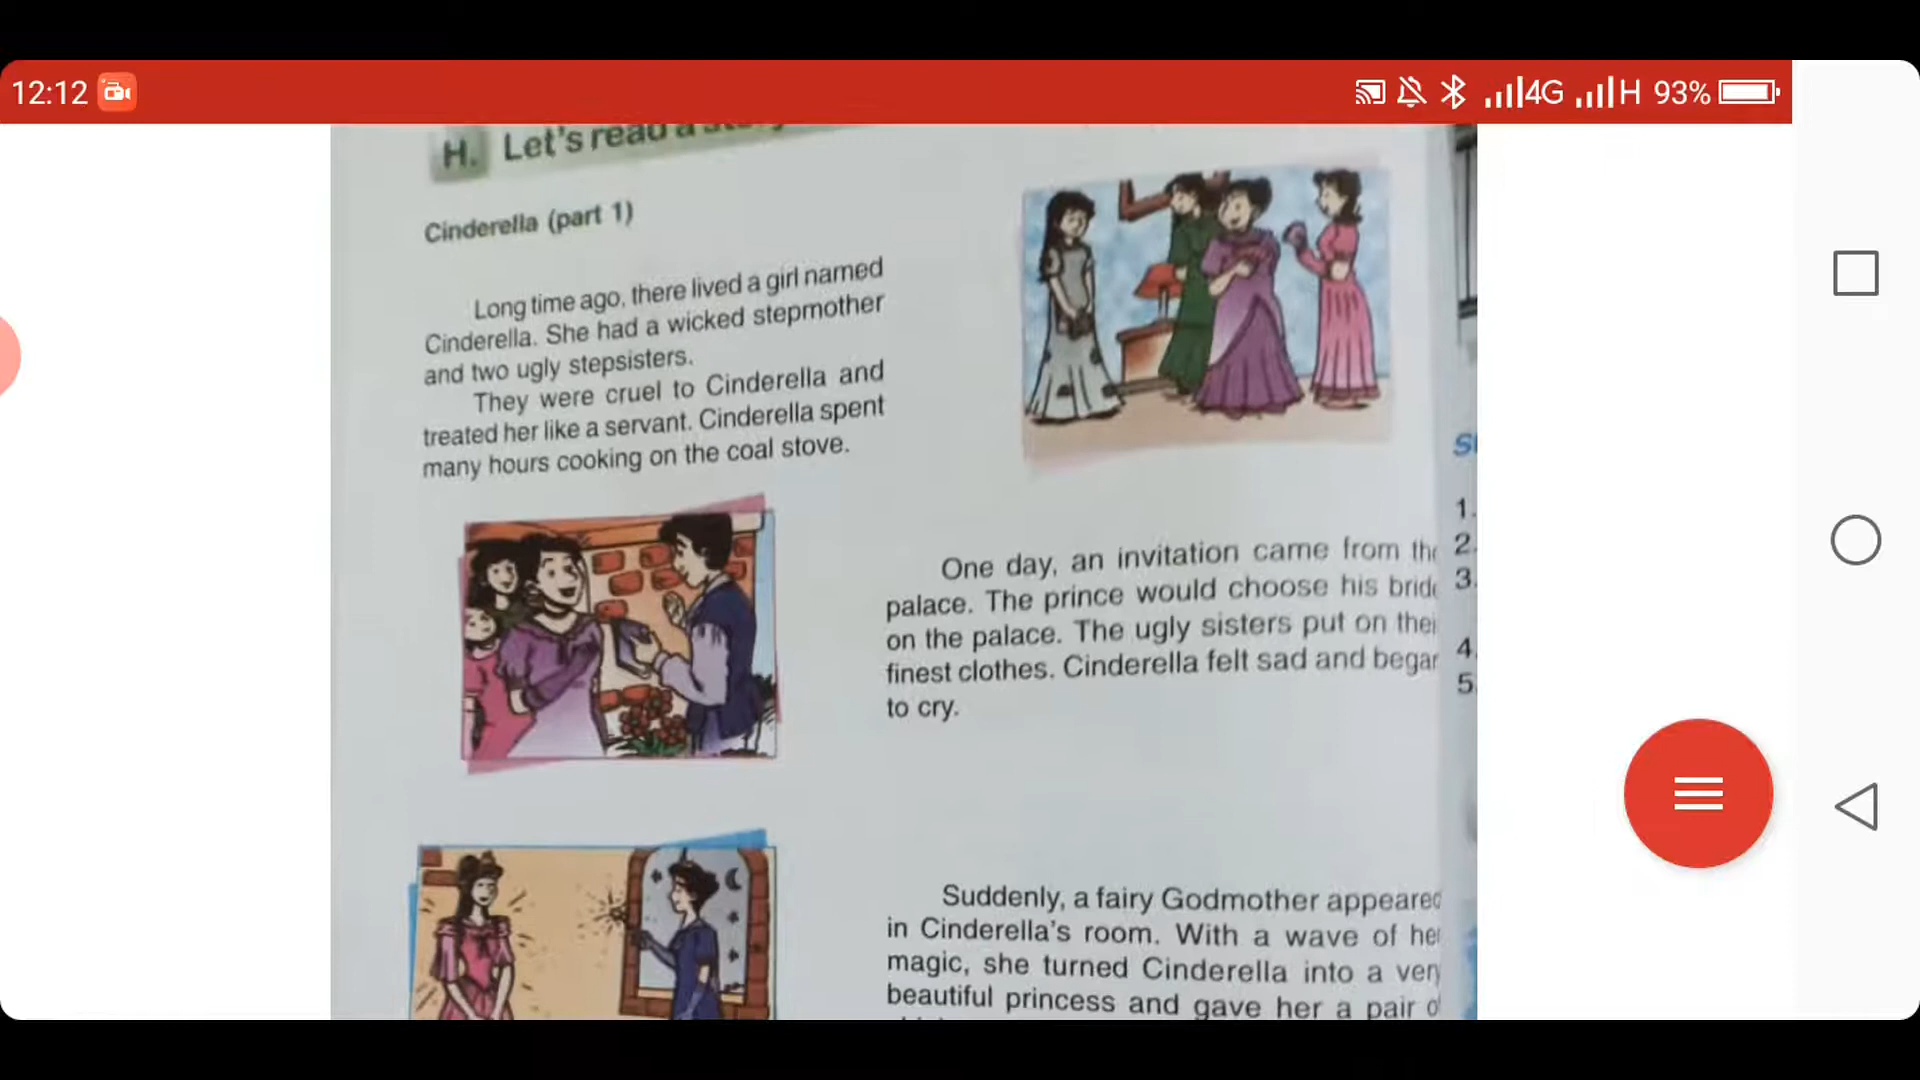 12:12
4G H 93%
H. Let's read a story
Cinderella (part 1)
Long time ago, there lived a girl named
Cinderella. She had a wicked stepmother
and two ugly stepsisters.
They were cruel to Cinderella and
treated her like a servant. Cinderella spent
many hours cooking on the coal stove.
One day, an invitation came from
palace. The prince would choose his
on the palace. The ugly sisters put on
finest clothes. Cinderella felt sad and
to cry.
Suddenly, a fairy Godmother
in Cinderella's room. With a wave of
magic, she turned Cinderella into a
beautiful princess and gave her a pair
1.
2.
3.
4.
5